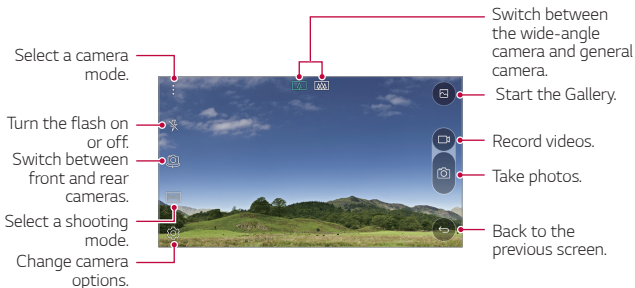 Select a camera
mode.
Turn the flash on
or off.
Switch between
front and rear
cameras.
Select a shooting
mode.
Change camera
options.
Switch between
the wide-angle
camera and general
camera.
Start the Gallery.
Record videos.
Take photos.
Back to the
previous screen.